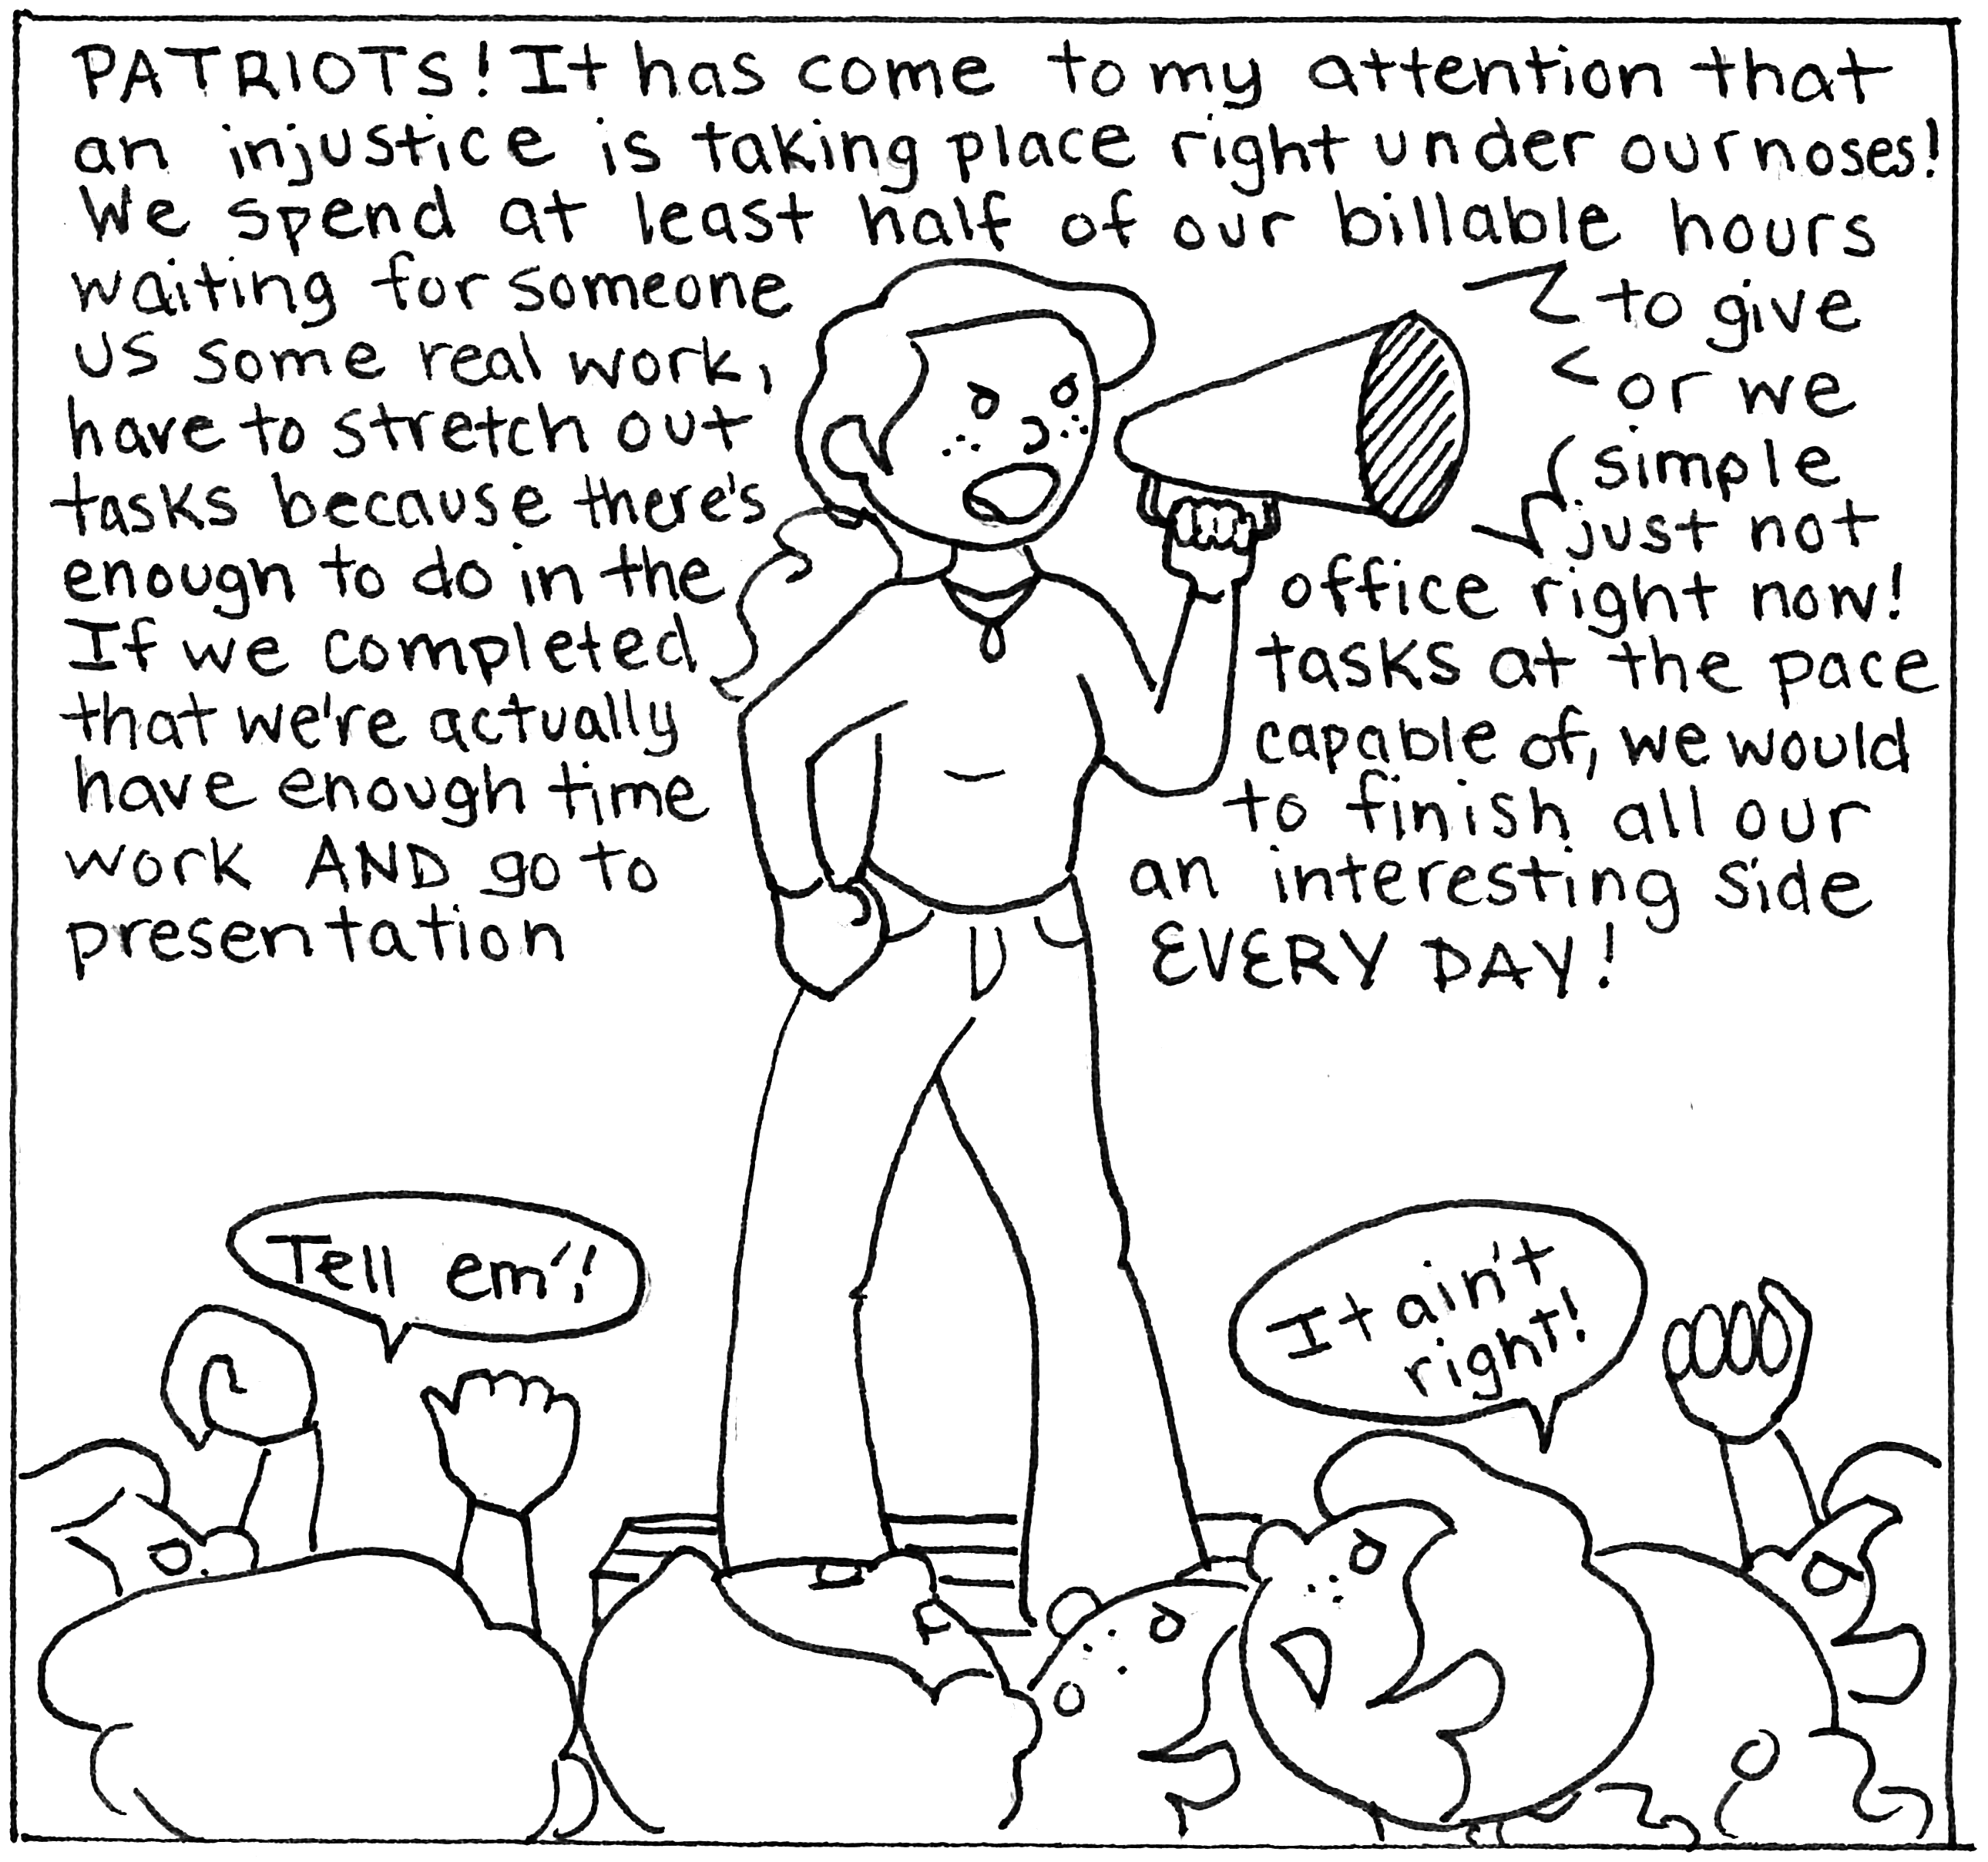 PATRIOTS! It has come to my attention that
an injustice is taking place right under our noses!
We spend at least half of our billable hours
waiting for someone to give
us some real work, or we
have to stretch out simple
tasks because there's just not
enough to do in the office right now!
If we completed tasks at the pace
that we're actually capable of, we would
have enough time to finish all our
work AND go to an interesting side
presentation EVERY DAY!
Tell em'!
It ain't
right!